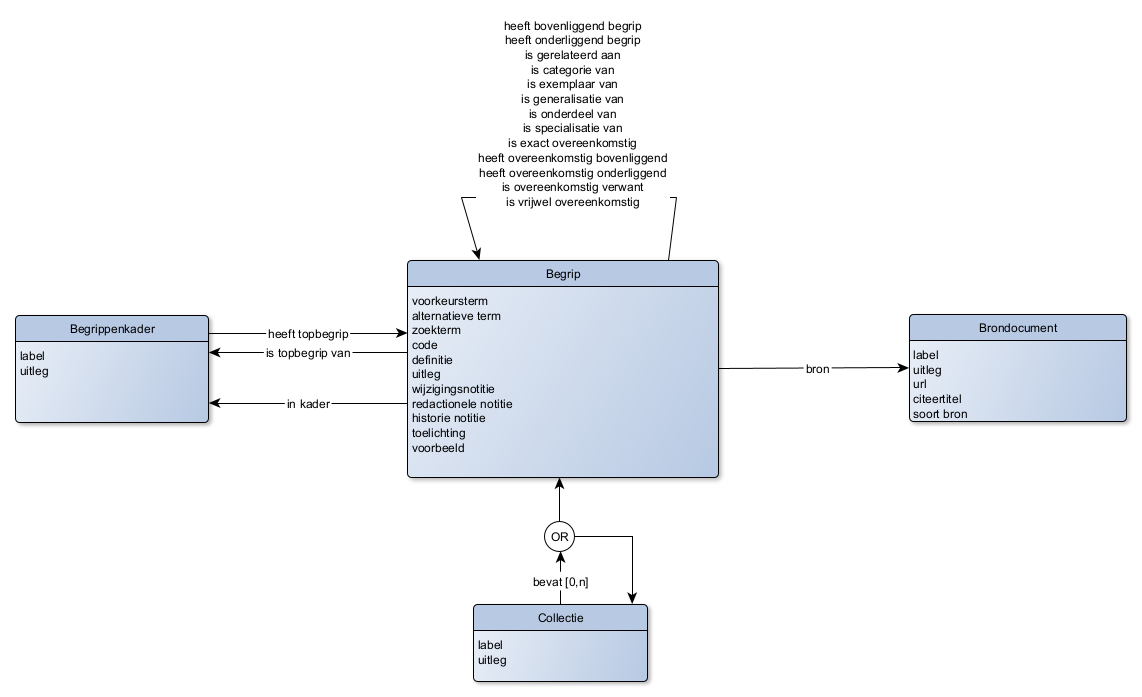 heeft bovenliggend begrip
heeft onderliggend begrip
is gerelateerd aan
is categorie van
is exemplaar van
is generalisatie van
is onderdeel van
is specialisatie van
is exact overeenkomstig
heeft overeenkomstig bovenliggend
heeft overeenkomstig onderliggend
is overeenkomstig verwant
is vrijwel overeenkomstig
Begrip
voorkeursterm
alternatieve term
zoekterm
code
definitie
uitleg
wijzigingsnotitie
redactionele notitie
historie notitie
toelichting
voorbeeld
Begrippenkader
label
uitleg
heeft topbegrip
is topbegrip van
in kader
bron
Brondocument
label
uitleg
url
citeertitel
soort bron
OR
bevat [0,n]
Collectie
label
uitleg